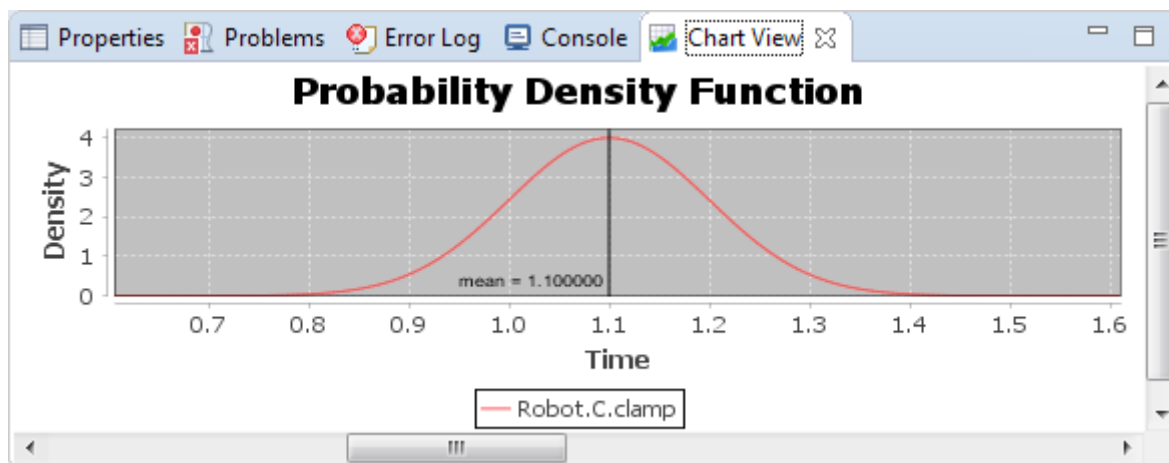 Properties Problems Error Log Console Chart View
Probability Density Function
Density
4
3
2
1
0
mean = 1.100000
0.7 0.8 0.9 1.0 1.1 1.2 1.3 1.4 1.5 1.6
Time
Robot.C.clamp